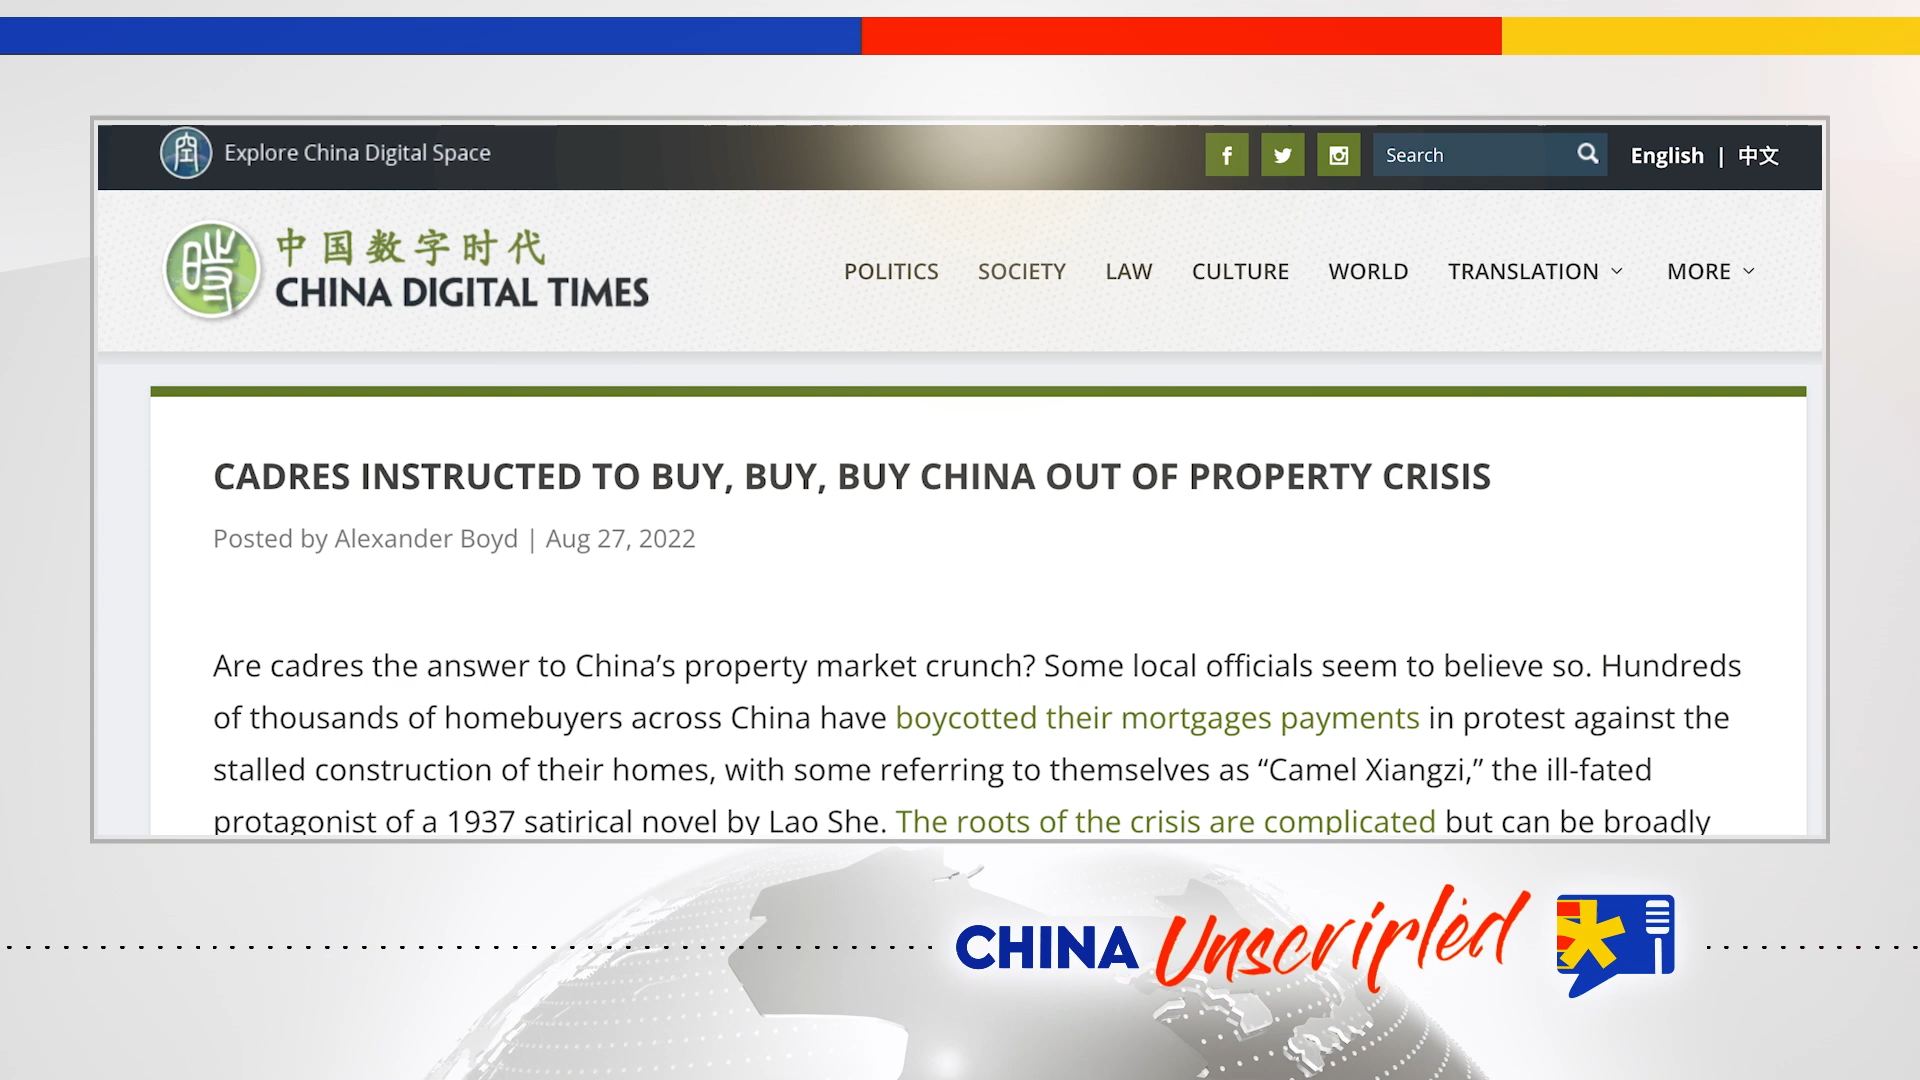 Explore China Digital Space
Search
English | 中文
中国数字时代
CHINA DIGITAL TIMES
POLITICS SOCIETY LAW CULTURE WORLD TRANSLATION MORE
CADRES INSTRUCTED TO BUY, BUY, BUY CHINA OUT OF PROPERTY CRISIS
Posted by Alexander Boyd | Aug 27, 2022
Are cadres the answer to China’s property market crunch? Some local officials seem to believe so. Hundreds
of thousands of homebuyers across China have boycotted their mortgages payments in protest against the
stalled construction of their homes, with some referring to themselves as “Camel Xiangzi,” the ill-fated
protagonist of a 1937 satirical novel by Lao She. The roots of the crisis are complicated but can be broadly
CHINA Unscripted